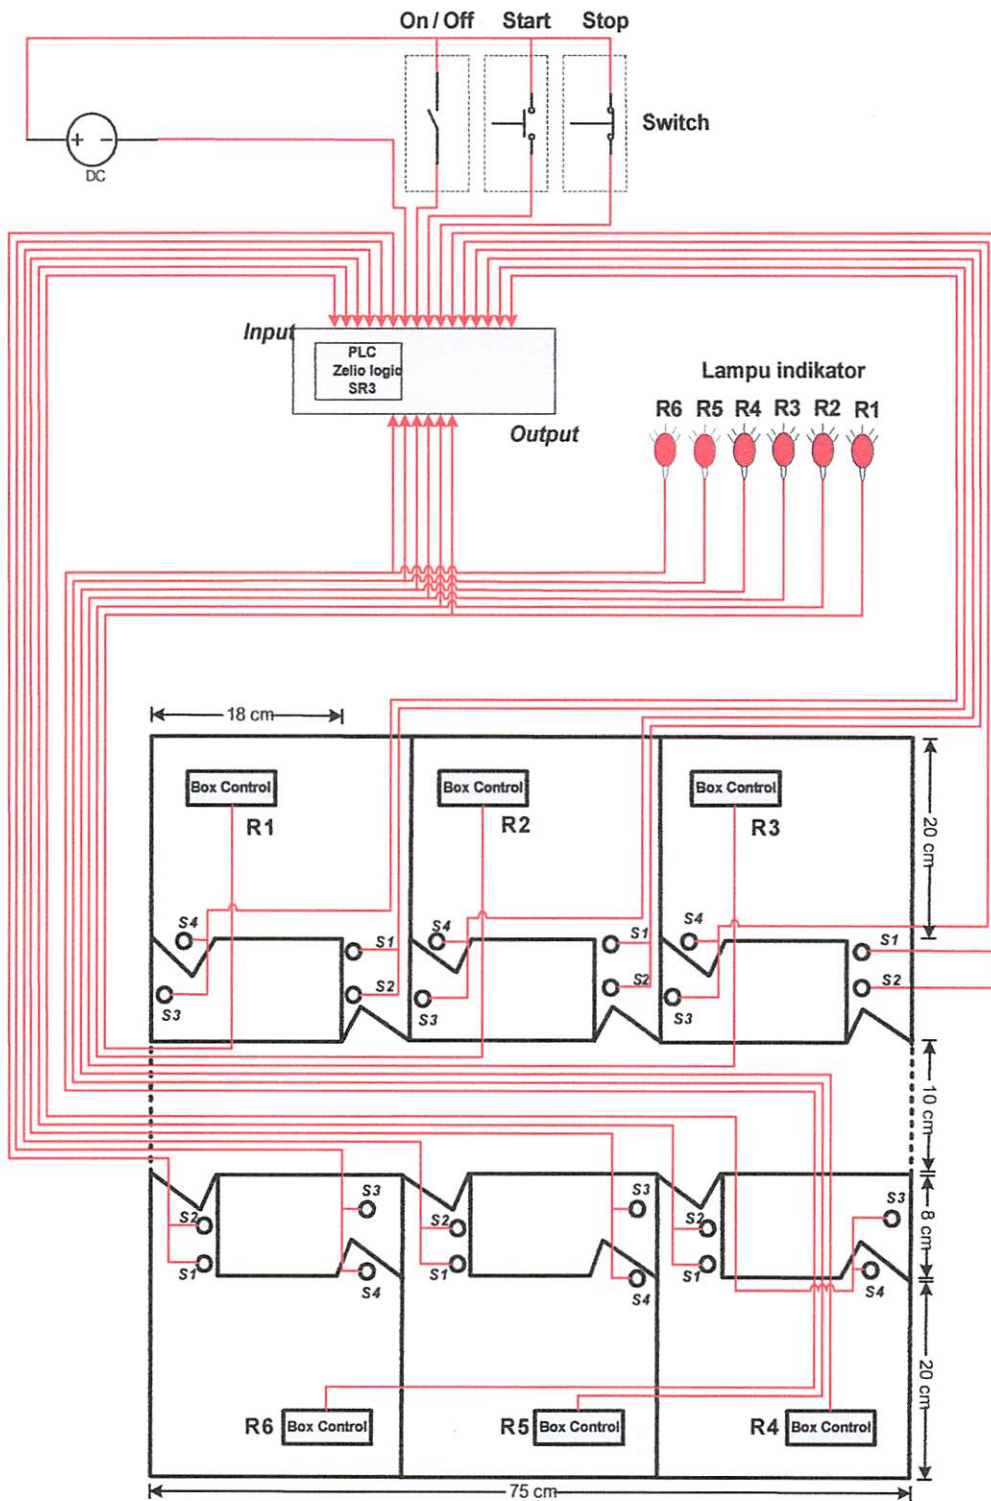 On / Off Start Stop
Switch
+ -
DC
Input
PLC
Zelio logic
SR3
Output
Lampu indikator
R6 R5 R4 R3 R2 R1
18 cm
Box Control Box Control Box Control
R1 R2 R3
20 cm
S4 S1 S4 S1 S4 S1
S3 S2 S3 S2 S3 S2
10 cm
S2 S3 S2 S3 S2 S3
S1 S4 S1 S4 S1 S4
8 cm
20 cm
R6 Box Control R5 Box Control R4 Box Control
75 cm